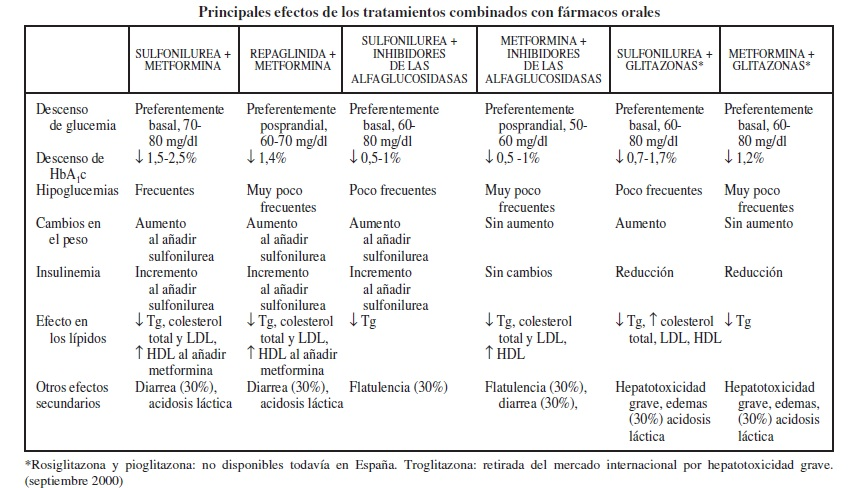 Principales efectos de los tratamientos combinados con fármacos orales
SULFONILUREA +
METFORMINA
REPAGLINIDA +
METFORMINA
SULFONILUREA +
INHIBIDORES
DE LAS
ALFAGLUCOSIDASAS
METFORMINA +
INHIBIDORES
DE LAS
ALFAGLUCOSIDASAS
SULFONILUREA +
GLITAZONAS*
METFORMINA +
GLITAZONAS*
Descenso
de glucemia
Preferentemente
basal, 70-
80 mg/dl
Preferentemente
posprandial,
60-70 mg/dl
Preferentemente
basal, 60-
80 mg/dl
Preferentemente
posprandial, 50-
60 mg/dl
Preferentemente
basal, 60-
80 mg/dl
Preferentemente
basal, 60-
80 mg/dl
Descenso de
HbA1c
↓ 1,5-2,5%
↓ 1,4%
↓ 0,5-1%
↓ 0,5 -1%
↓ 0,7-1,7%
↓ 1,2%
Hipoglucemias
Frecuentes
Muy poco
frecuentes
Poco frecuentes
Muy poco
frecuentes
Poco frecuentes
Muy poco
frecuentes
Cambios en
el peso
Aumento
al añadir
sulfonilurea
Aumento
al añadir
sulfonilurea
Aumento
al añadir
sulfonilurea
Sin aumento
Aumento
Sin aumento
Insulinemia
Incremento
al añadir
sulfonilurea
Incremento
al añadir
sulfonilurea
Incremento
al añadir
sulfonilurea
Sin cambios
Reducción
Reducción
Efecto en
los lípidos
↓ Tg, colesterol
total y LDL,
↑ HDL al añadir
metformina
↓ Tg, colesterol
total y LDL,
↑ HDL al añadir
metformina
↓ Tg
↓ Tg, colesterol
total y LDL,
↑ HDL
↓ Tg, ↑ colesterol
total, LDL, HDL
↓ Tg
Otros efectos
secundarios
Diarrea (30%),
acidosis láctica
Diarrea (30%),
acidosis láctica
Flatulencia (30%)
Flatulencia (30%),
diarrea (30%),
Hepatotoxicidad
grave, edemas
(30%) acidosis
láctica
Hepatotoxicidad
grave, edemas,
(30%) acidosis
láctica
*Rosiglitazona y pioglitazona: no disponibles todavía en España. Troglitazona: retirada del mercado internacional por hepatotoxicidad grave.
(septiembre 2000)